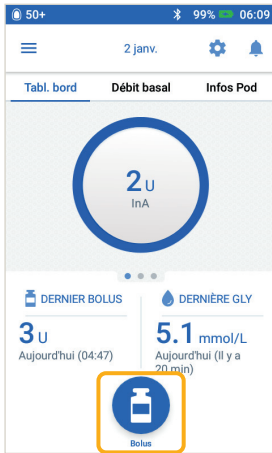 50+ 99% 06:09
2 janv.
Tabl. bord Débit basal Infos Pod
2 U
InA
DERNIER BOLUS DERNIÈRE GLY
3 U 5.1 mmol/L
Aujourd'hui (04:47) Aujourd'hui (Il y a
20 min)
Bolus